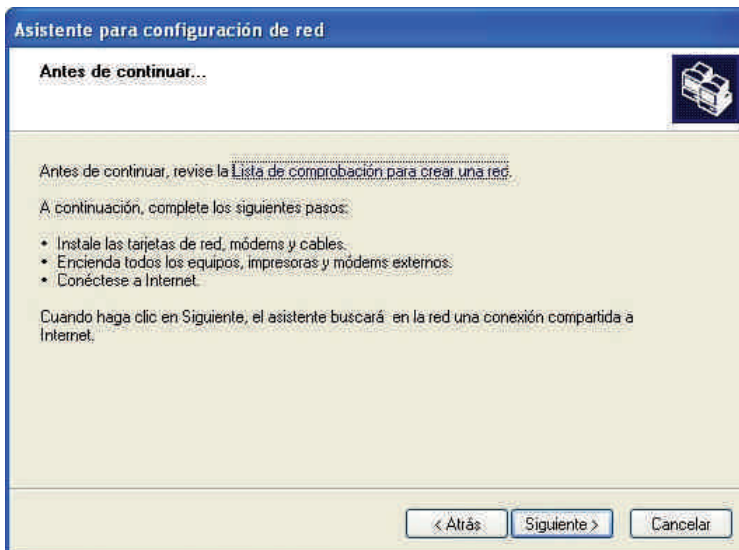 Asistente para configuración de red
Antes de continuar...
Antes de continuar, revise la Lista de comprobación para crear una red.
A continuación, complete los siguientes pasos:
• Instale las tarjetas de red, módems y cables.
• Encienda todos los equipos, impresoras y módems externos.
• Conéctese a Internet.
Cuando haga clic en Siguiente, el asistente buscará en la red una conexión compartida a
Internet.
< Atrás Siguiente > Cancelar